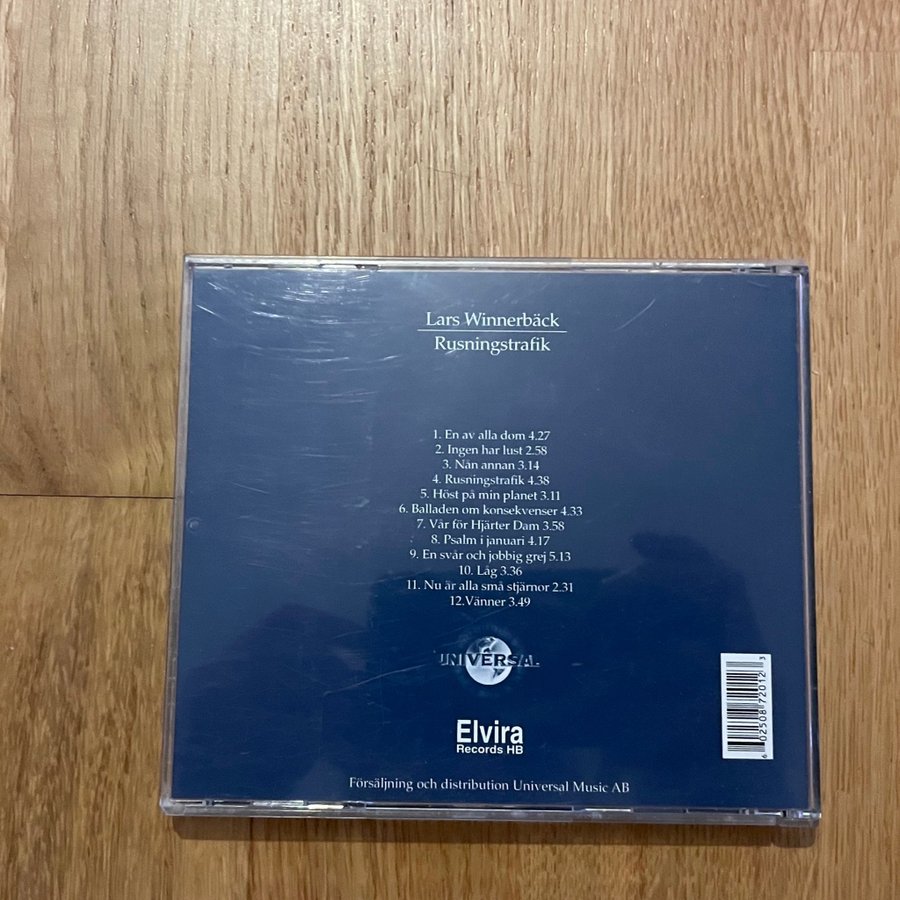 Lars Winnerbäck
Rusningstrafik
1. En av alla dom 4.27
2. Ingen har lust 2.58
3. Nån annan 3.14
4. Rusningstrafik 4.38
5. Höst på min planet 3.11
6. Balladen om konsekvenser 4.33
7. Vår för Hjärter Dam 3.58
8. Psalm i januari 4.17
9. En svår och jobbig grej 5.13
10. Låg 3.36
11. Nu är alla små stjärnor 2.31
12.Vänner 3.49
UNIVERSAL
Elvira
Records HB
Försäljning och distribution Universal Music AB
6 02508 72012 3